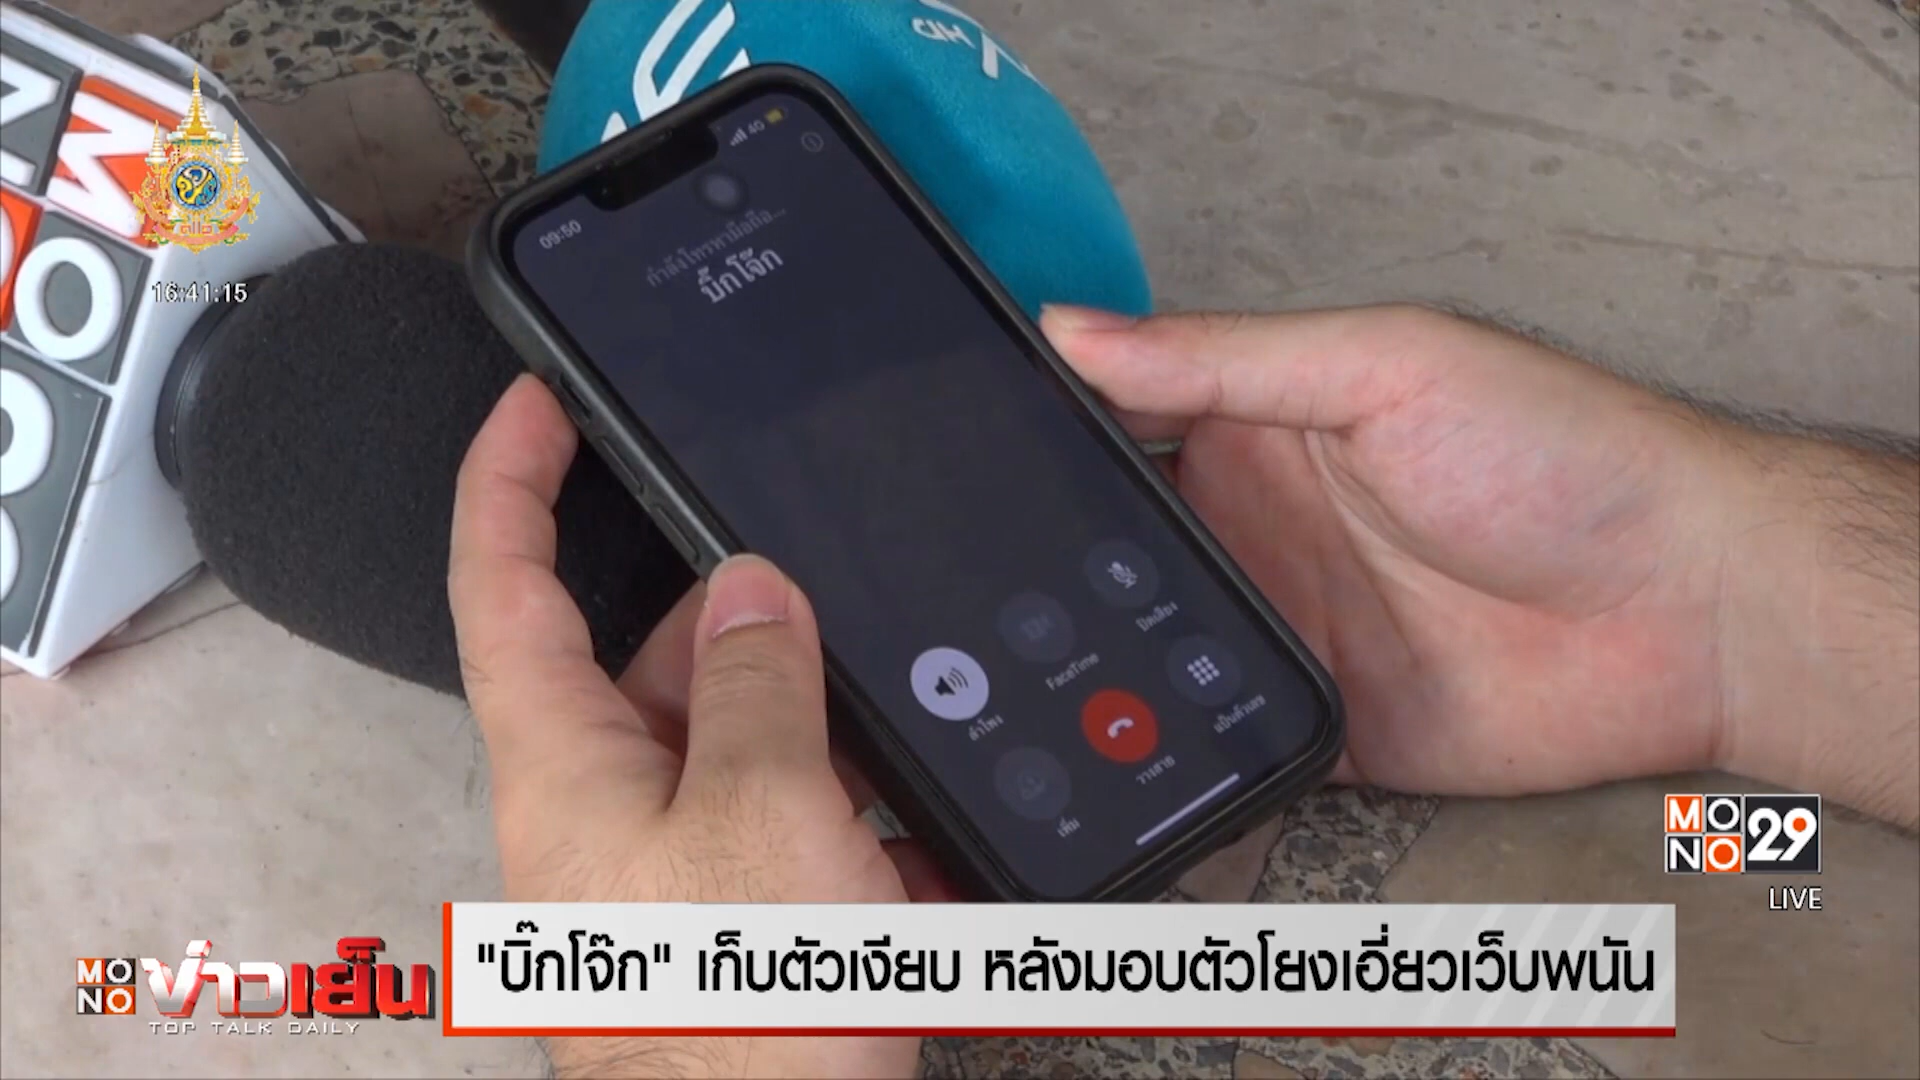 16:41:15
09:50
4G
กำลังโทรหามือถือ...
บิ๊กโจ๊ก
ลำโพง
FaceTime
ปิดเสียง
เพิ่ม
วางสาย
แป้นตัวเลข
MONO
29
LIVE
MONO
ข่าวเย็น
TOP TALK DAILY
"บิ๊กโจ๊ก" เก็บตัวเงียบ หลังมอบตัวโยงเอี่ยวเว็บพนัน